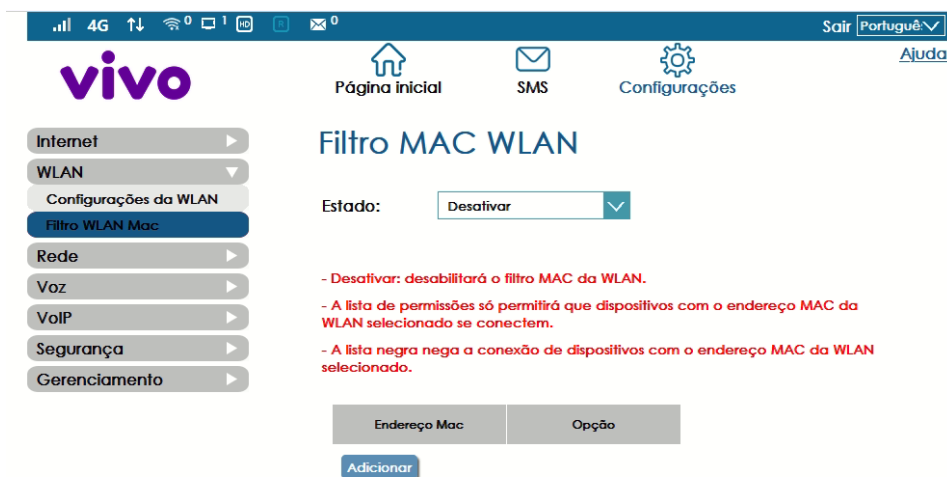 4G 0 1 HD R 0 Sair Portuguê
vivo
Página inicial SMS Configurações Ajuda
Internet
WLAN
Configurações da WLAN
Filtro WLAN Mac
Rede
Voz
VoIP
Segurança
Gerenciamento
Filtro MAC WLAN
Estado: Desativar
- Desativar: desabilitará o filtro MAC da WLAN.
- A lista de permissões só permitirá que dispositivos com o endereço MAC da
WLAN selecionado se conectem.
- A lista negra nega a conexão de dispositivos com o endereço MAC da WLAN
selecionado.
Endereço Mac Opção
Adicionar